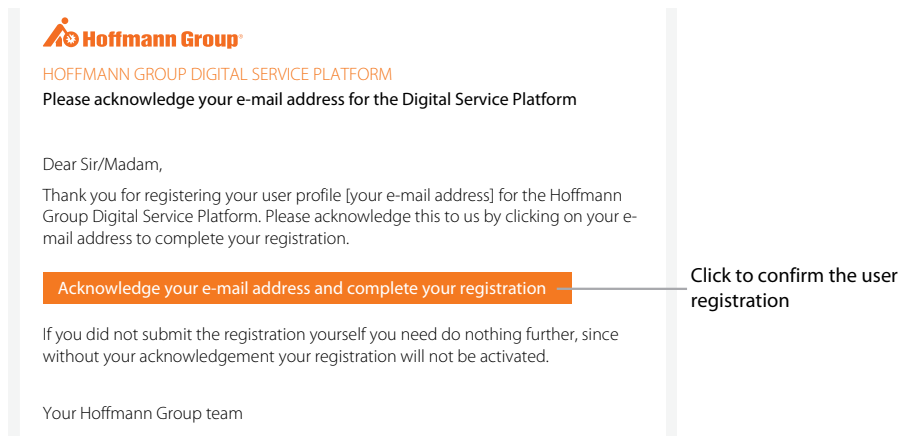 Hoffmann Group
HOFFMANN GROUP DIGITAL SERVICE PLATFORM
Please acknowledge your e-mail address for the Digital Service Platform
Dear Sir/Madam,
Thank you for registering your user profile [your e-mail address] for the Hoffmann
Group Digital Service Platform. Please acknowledge this to us by clicking on your e-
mail address to complete your registration.
Acknowledge your e-mail address and complete your registration
Click to confirm the user
registration
If you did not submit the registration yourself you need do nothing further, since
without your acknowledgement your registration will not be activated.
Your Hoffmann Group team